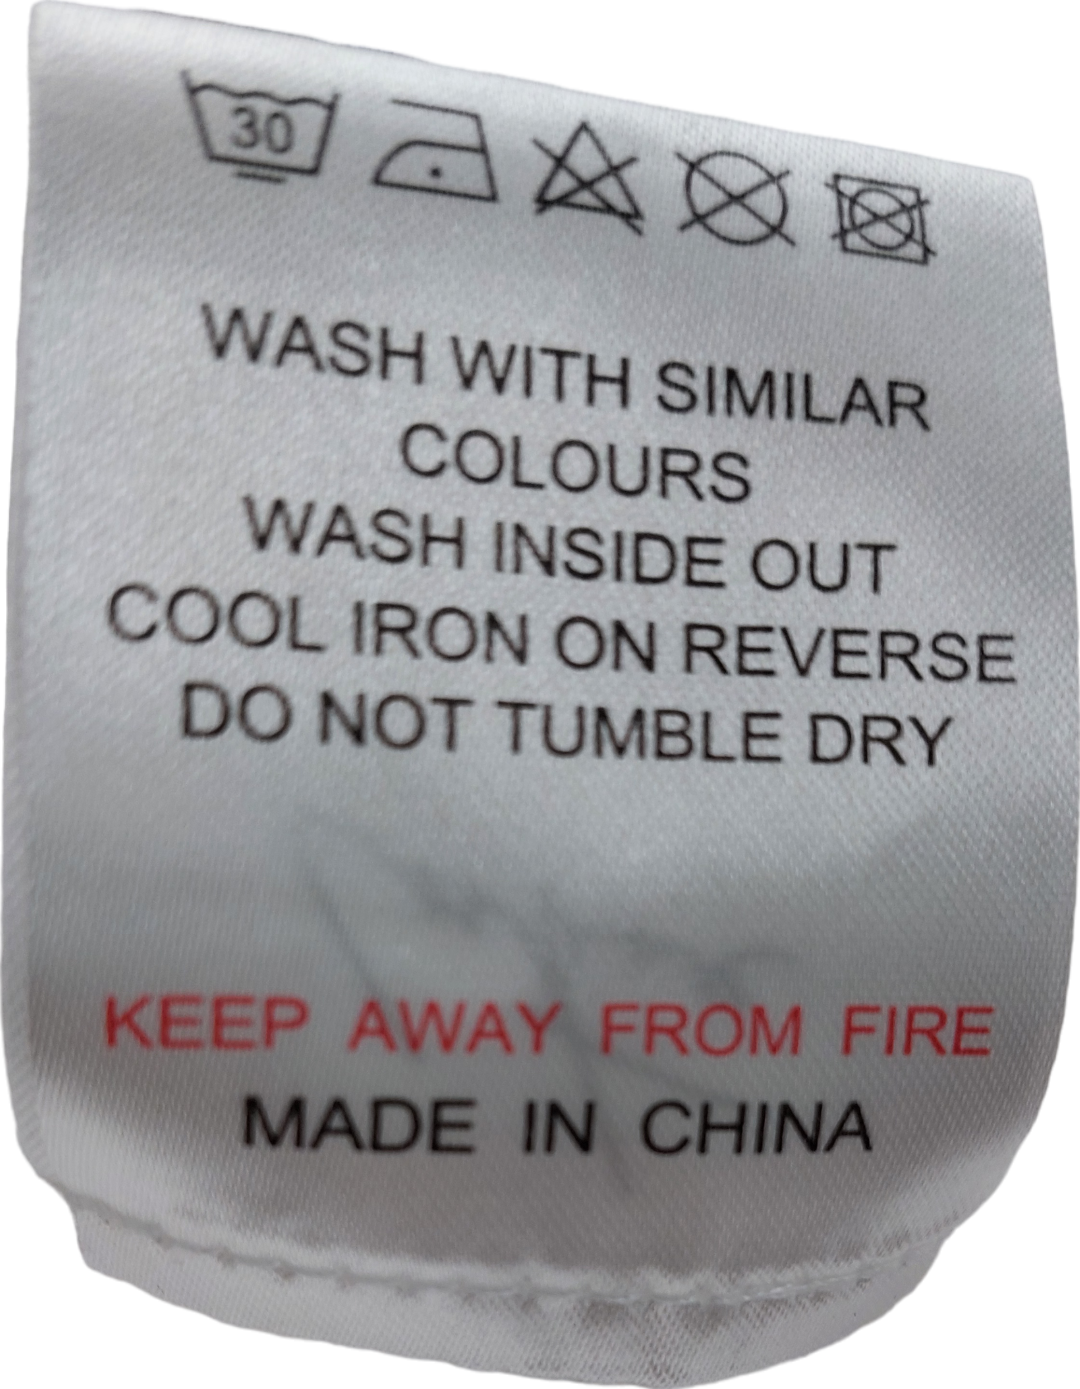 30
WASH WITH SIMILAR
COLOURS
WASH INSIDE OUT
COOL IRON ON REVERSE
DO NOT TUMBLE DRY
KEEP AWAY FROM FIRE
MADE IN CHINA